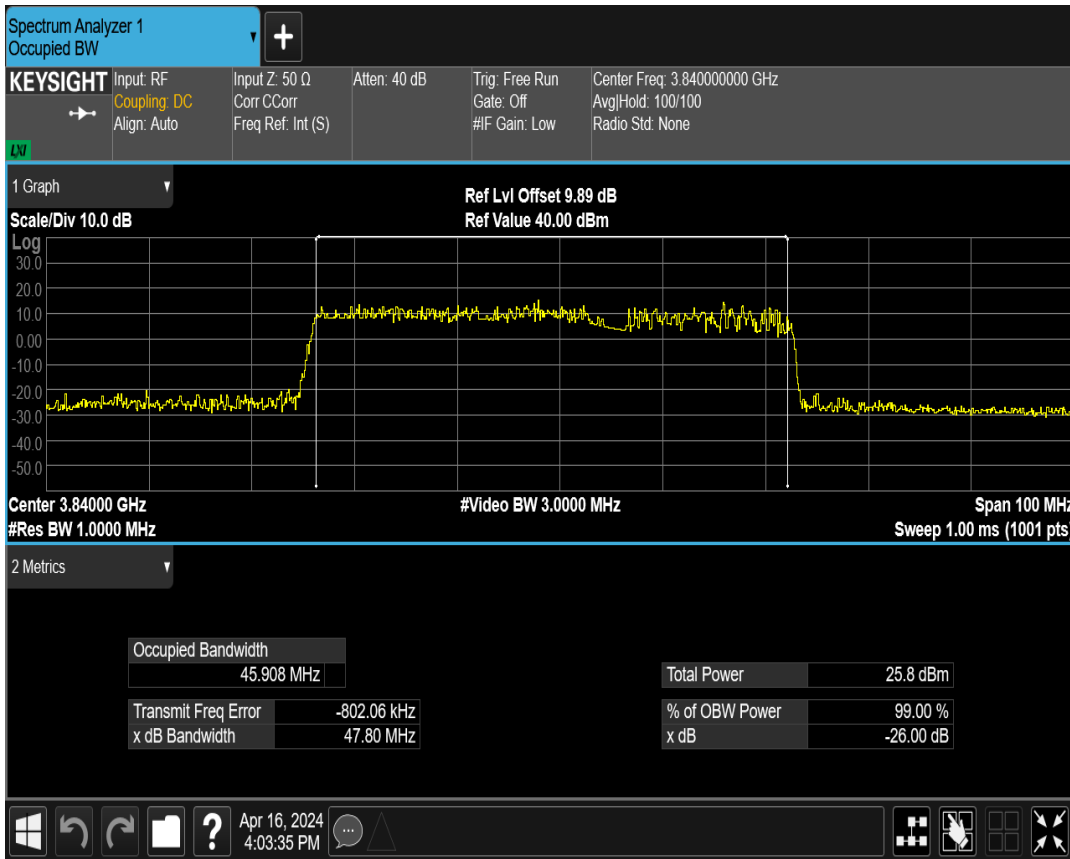 Spectrum Analyzer 1
Occupied BW
KEYSIGHT
LXI
Input: RF
Coupling: DC
Align: Auto
Input Z: 50 Ω
Corr CCorr
Freq Ref: Int (S)
Atten: 40 dB
Trig: Free Run
Gate: Off
#IF Gain: Low
Center Freq: 3.840000000 GHz
Avg|Hold: 100/100
Radio Std: None
1 Graph
Scale/Div 10.0 dB
Ref Lvl Offset 9.89 dB
Ref Value 40.00 dBm
Log
30.0
20.0
10.0
0.00
-10.0
-20.0
-30.0
-40.0
-50.0
Center 3.84000 GHz
#Video BW 3.0000 MHz
Span 100 MHz
#Res BW 1.0000 MHz
Sweep 1.00 ms (1001 pts)
2 Metrics
Occupied Bandwidth
45.908 MHz
Transmit Freq Error -802.06 kHz
x dB Bandwidth 47.80 MHz
Total Power 25.8 dBm
% of OBW Power 99.00 %
x dB -26.00 dB
Apr 16, 2024
4:03:35 PM